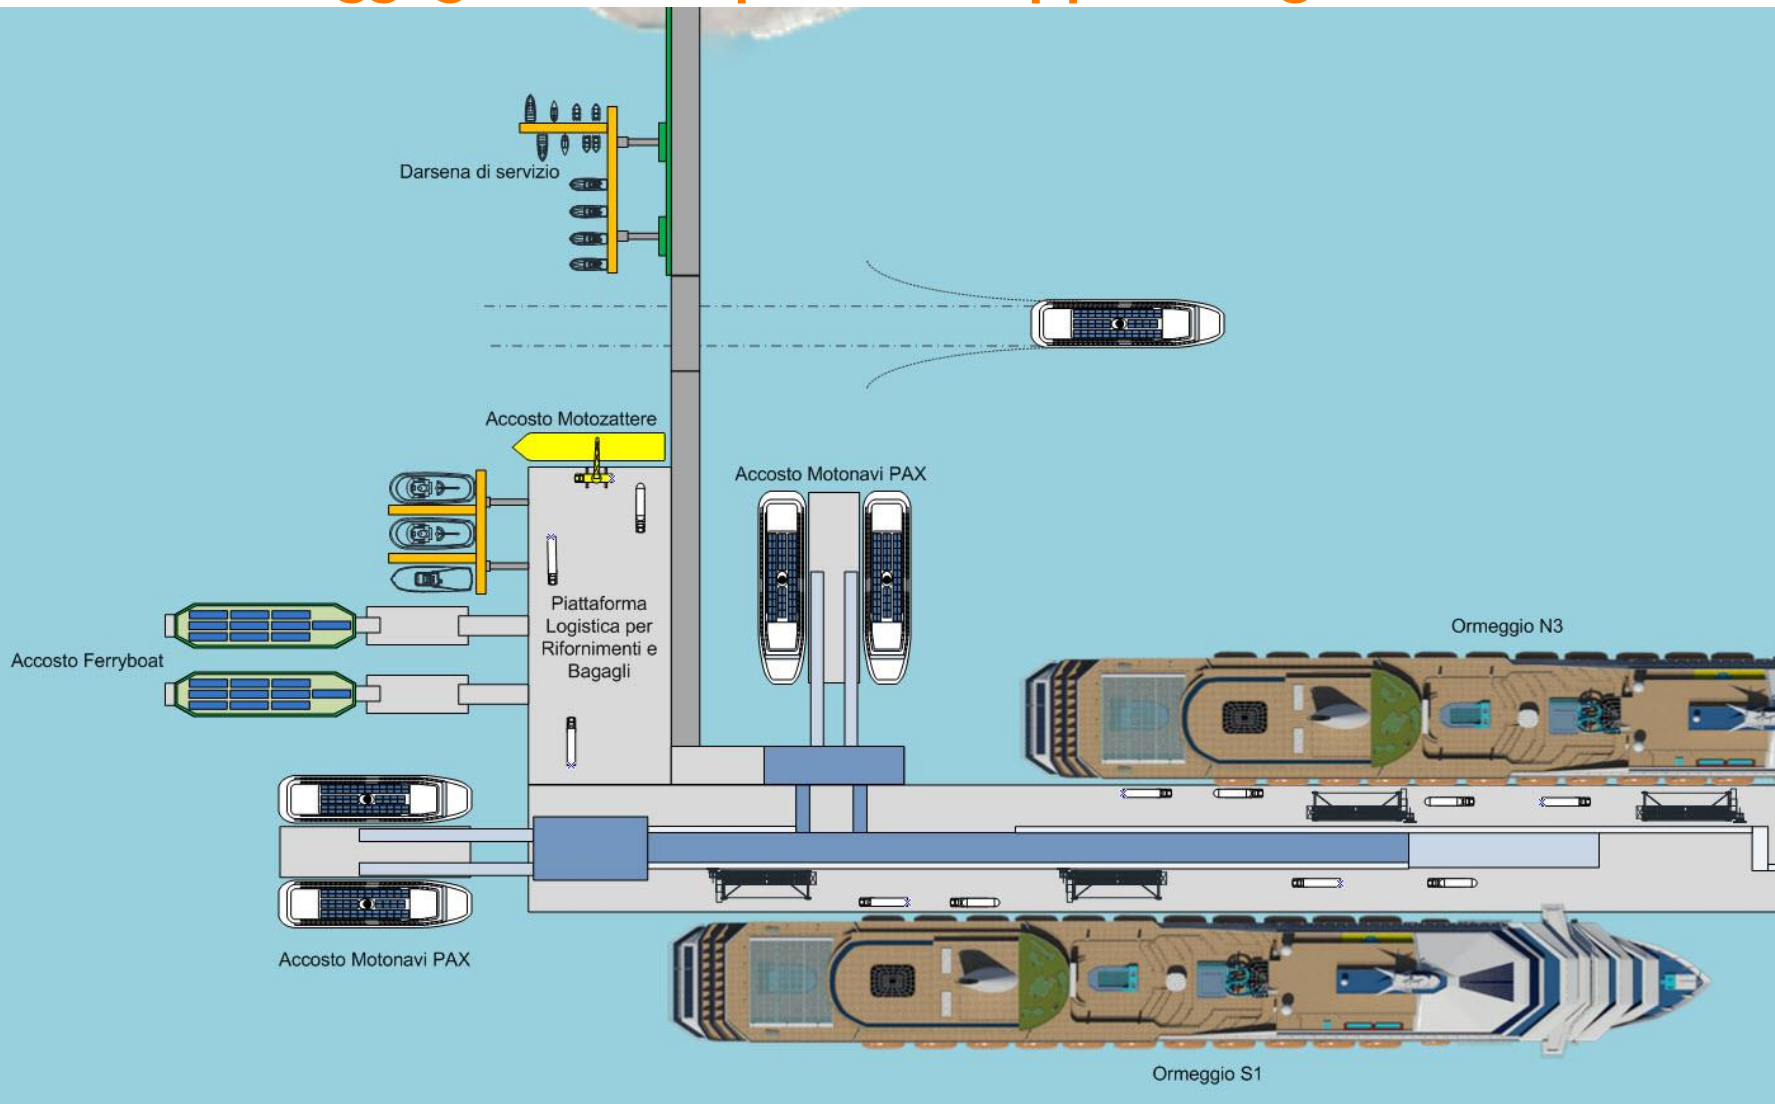 Darsena di servizio
Accosto Motozattere
Accosto Motonavi PAX
Piattaforma
Logistica per
Rifornimenti e
Bagagli
Ormeggio N3
Accosto Ferryboat
Accosto Motonavi PAX
Ormeggio S1